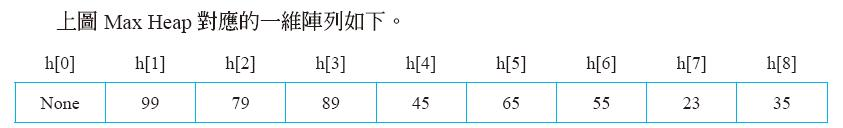 上圖 Max Heap 對應的一維陣列如下。
h[0] h[1] h[2] h[3] h[4] h[5] h[6] h[7] h[8]
None 99 79 89 45 65 55 23 35